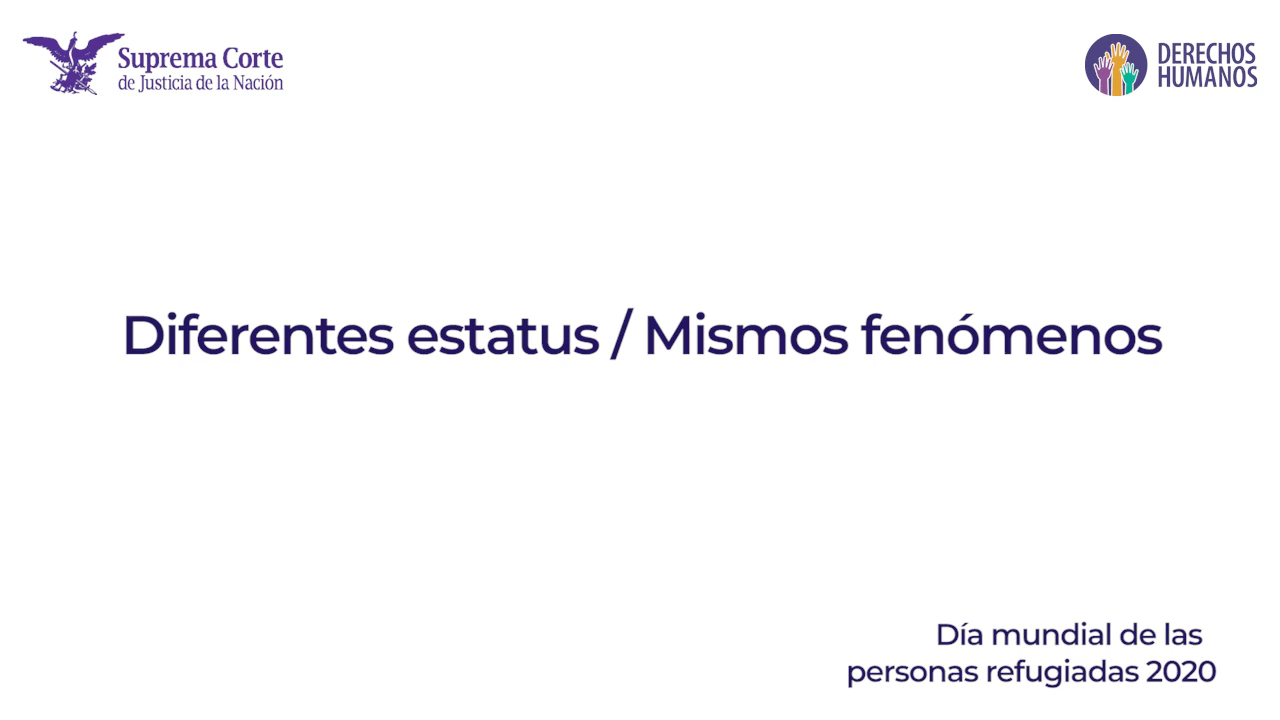 Suprema Corte
de Justicia de la Nación
DERECHOS
HUMANOS
Diferentes estatus / Mismos fenómenos
Día mundial de las
personas refugiadas 2020